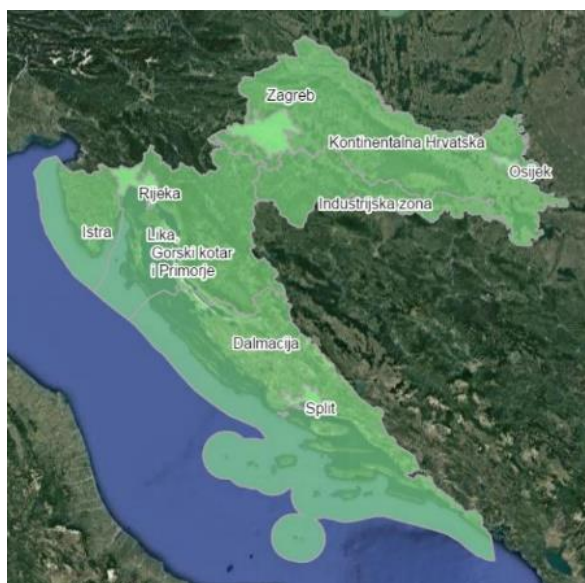 Zagreb
Kontinentalna Hrvatska
Osijek
Rijeka
Industrijska zona
Istra
Lika,
Gorski kotar
i Primorje
Dalmacija
Split